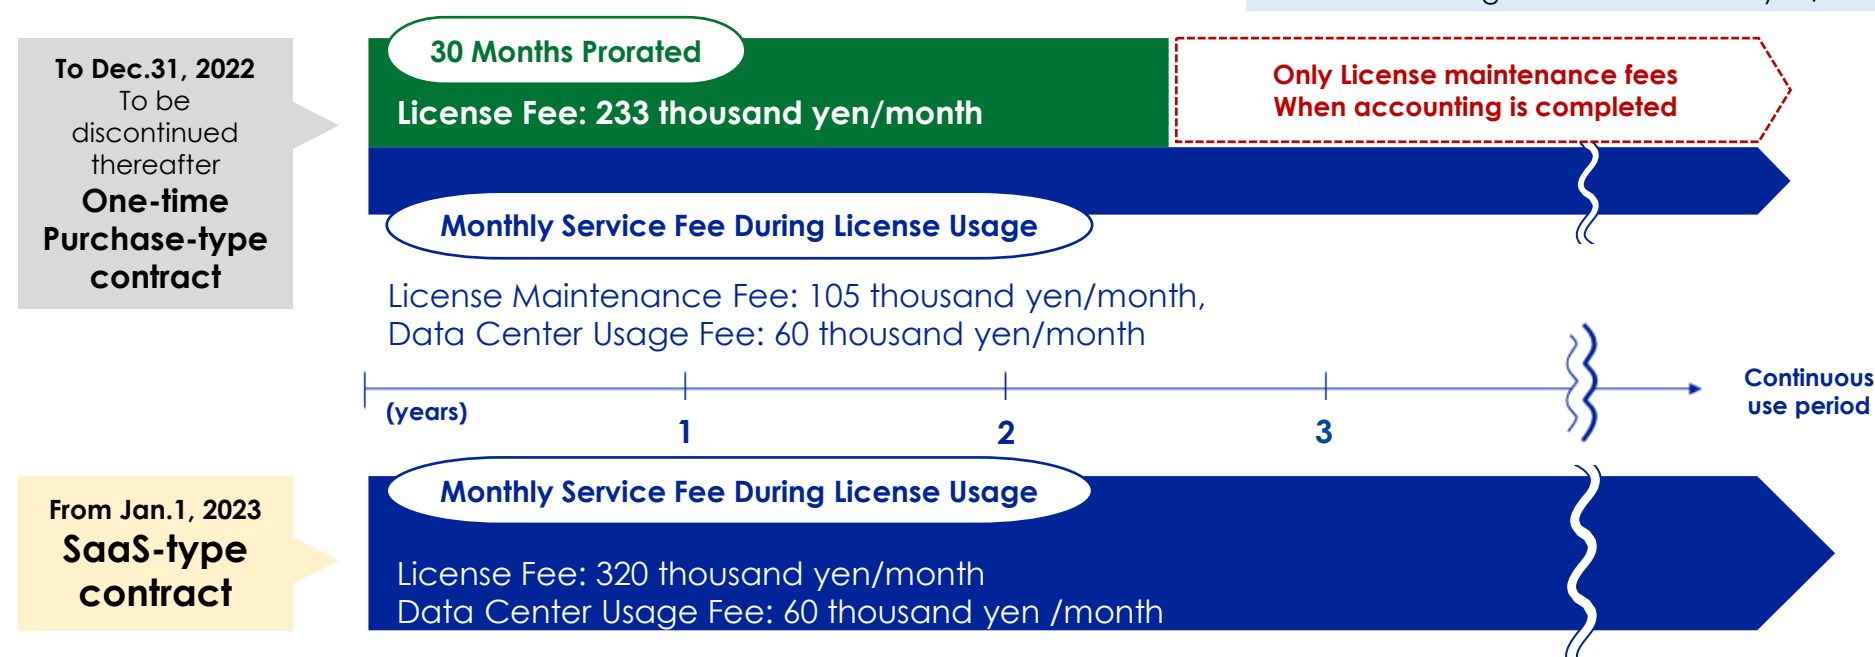 To Dec.31, 2022
To be
discontinued
thereafter
One-time
Purchase-type
contract
30 Months Prorated
License Fee: 233 thousand yen/month
Only License maintenance fees
When accounting is completed
Monthly Service Fee During License Usage
License Maintenance Fee: 105 thousand yen/month,
Data Center Usage Fee: 60 thousand yen/month
(years)
1
2
3
Continuous
use period
From Jan.1, 2023
SaaS-type
contract
Monthly Service Fee During License Usage
License Fee: 320 thousand yen/month
Data Center Usage Fee: 60 thousand yen /month